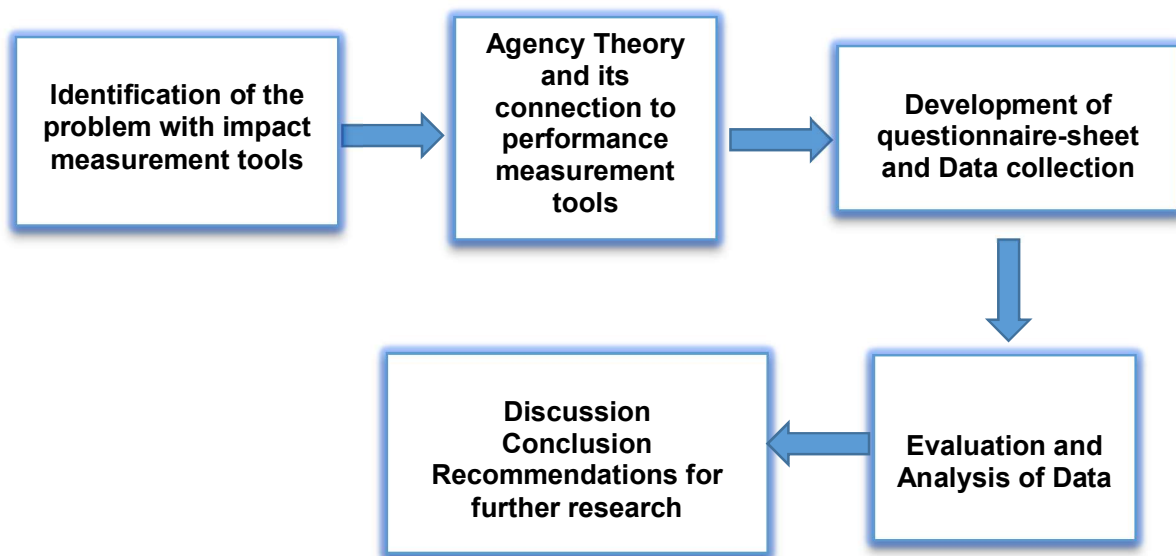 Identification of the
problem with impact
measurement tools
Agency Theory
and its
connection to
performance
measurement
tools
Development of
questionnaire-sheet
and Data collection
Evaluation and
Analysis of Data
Discussion
Conclusion
Recommendations for
further research